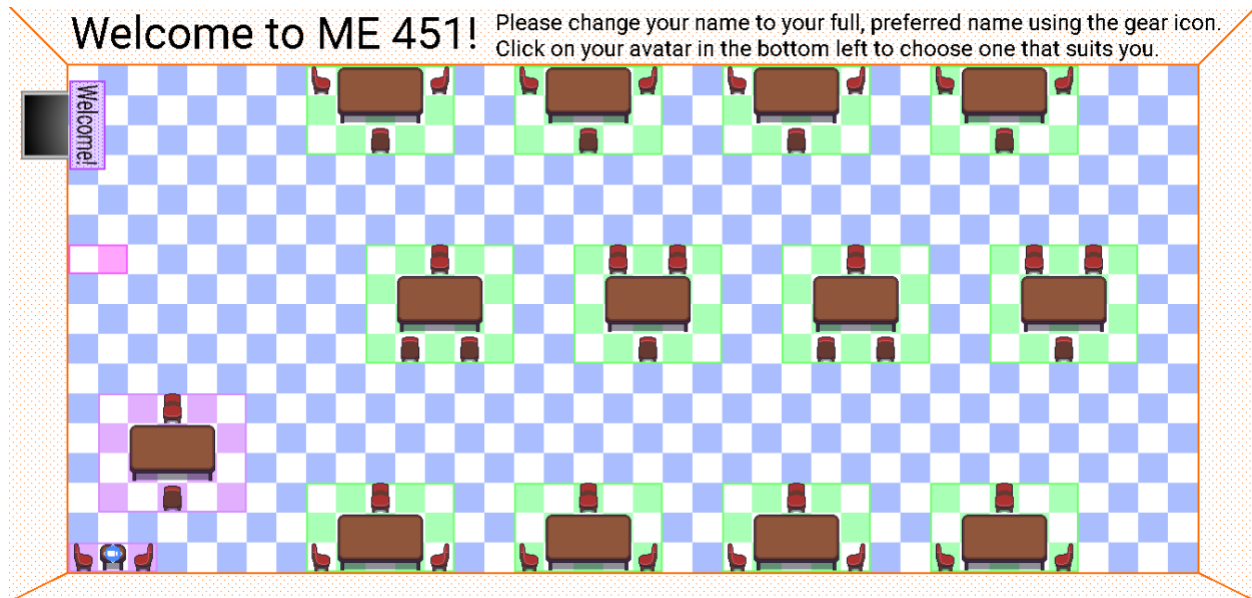 Welcome to ME 451!
Please change your name to your full, preferred name using the gear icon.
Click on your avatar in the bottom left to choose one that suits you.
Welcome!